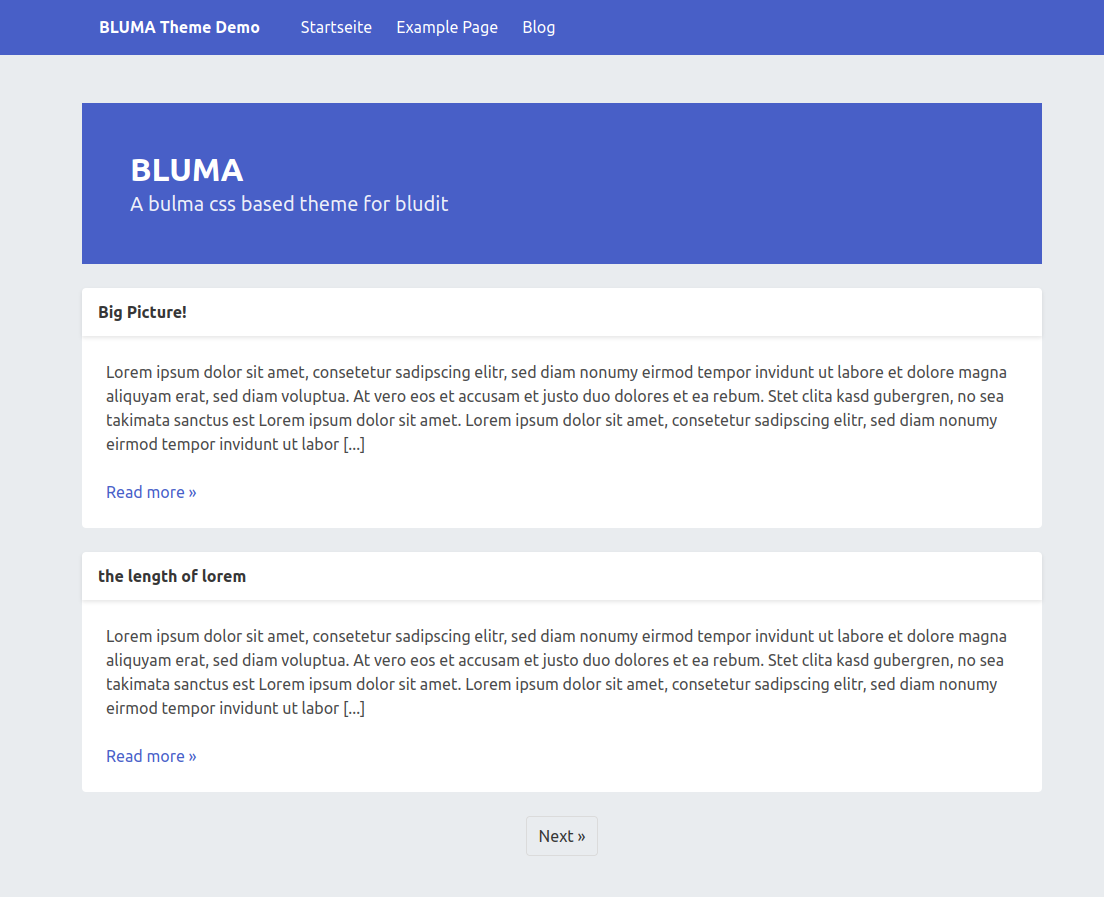 BLUMA Theme Demo Startseite Example Page Blog
BLUMA
A bulma css based theme for bludit
Big Picture!
Lorem ipsum dolor sit amet, consetetur sadipscing elitr, sed diam nonumy eirmod tempor invidunt ut labore et dolore magna
aliquyam erat, sed diam voluptua. At vero eos et accusam et justo duo dolores et ea rebum. Stet clita kasd gubergren, no sea
takimata sanctus est Lorem ipsum dolor sit amet. Lorem ipsum dolor sit amet, consetetur sadipscing elitr, sed diam nonumy
eirmod tempor invidunt ut labor [...]
Read more »
the length of lorem
Lorem ipsum dolor sit amet, consetetur sadipscing elitr, sed diam nonumy eirmod tempor invidunt ut labore et dolore magna
aliquyam erat, sed diam voluptua. At vero eos et accusam et justo duo dolores et ea rebum. Stet clita kasd gubergren, no sea
takimata sanctus est Lorem ipsum dolor sit amet. Lorem ipsum dolor sit amet, consetetur sadipscing elitr, sed diam nonumy
eirmod tempor invidunt ut labor [...]
Read more »
Next »